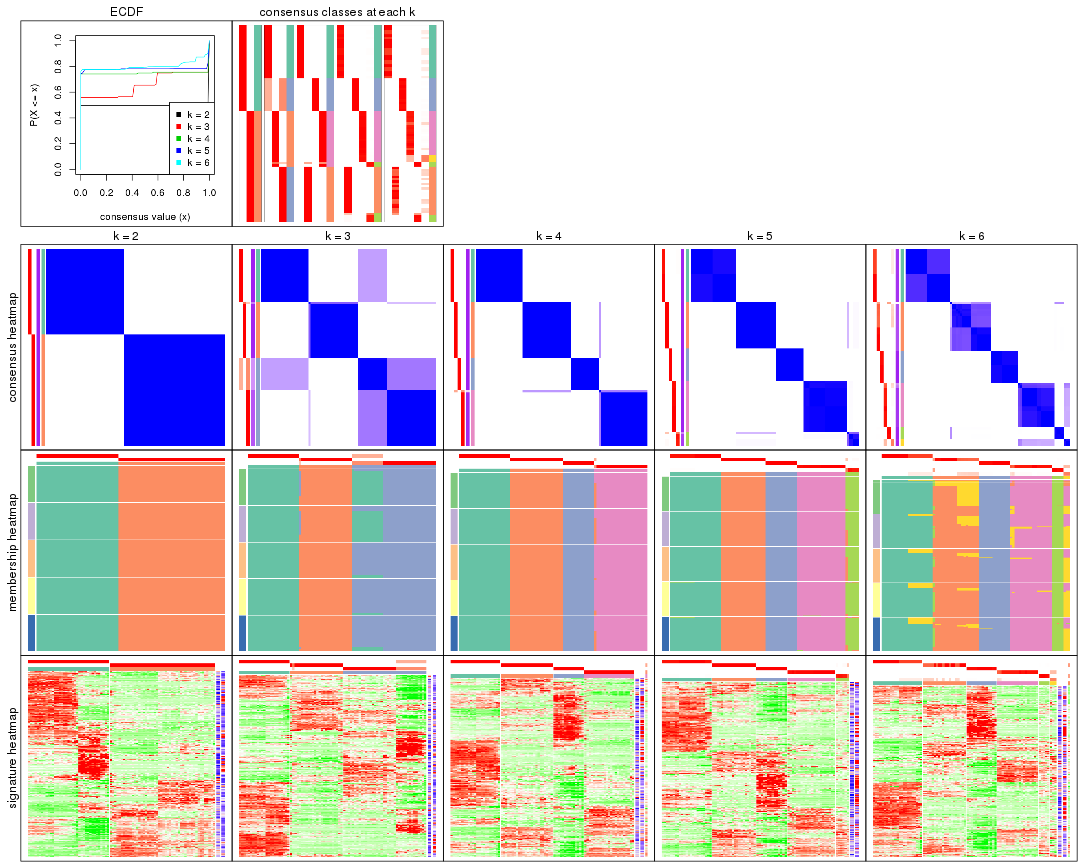 ECDF
consensus classes at each k
P(X <= x)
1.0
0.8
0.6
0.4
0.2
0.0
k = 2
k = 3
k = 4
k = 5
k = 6
0.0 0.2 0.4 0.6 0.8 1.0
consensus value (x)
k = 2 k = 3 k = 4 k = 5 k = 6
consensus heatmap
membership heatmap
signature heatmap